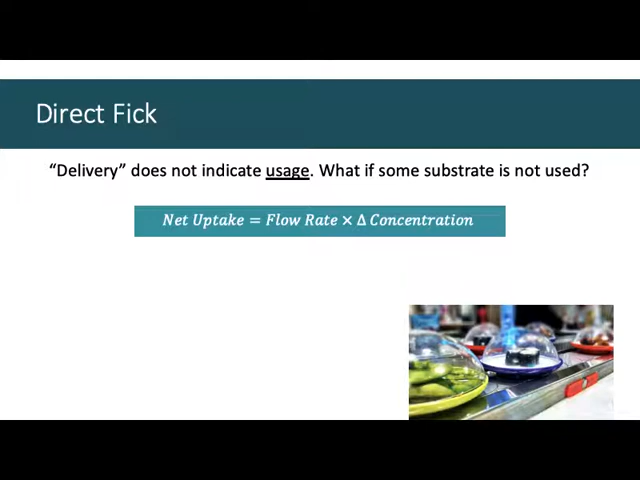 Direct Fick
“Delivery” does not indicate usage. What if some substrate is not used?
Net Uptake = Flow Rate × Δ Concentration